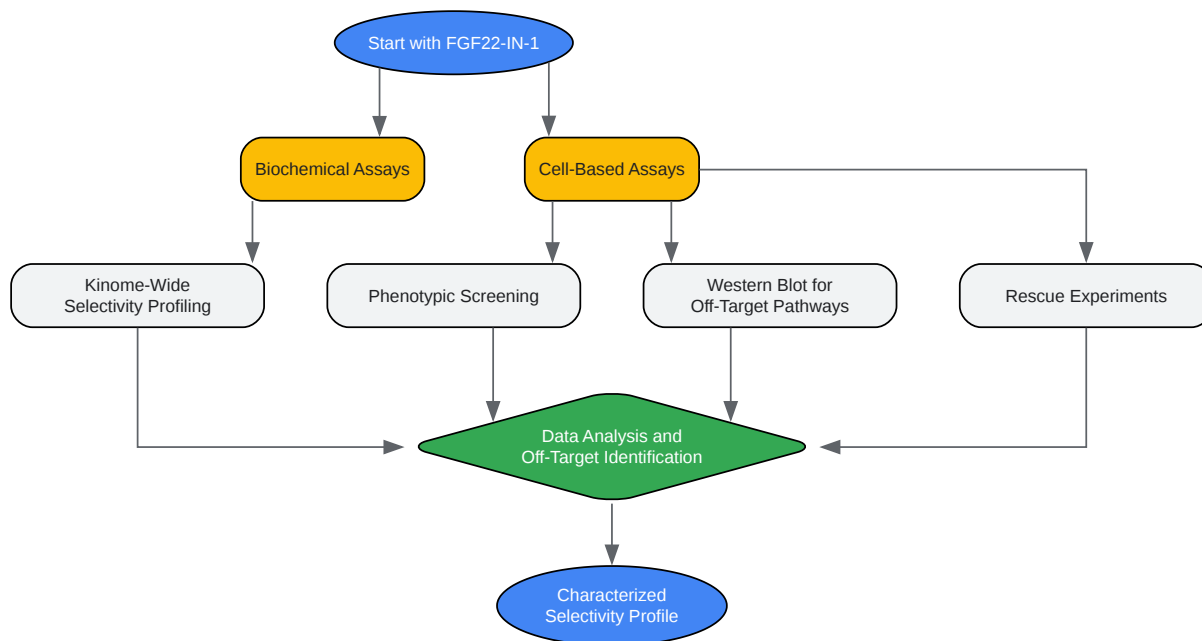 Start with FGF22-IN-1
Biochemical Assays
Cell-Based Assays
Kinome-Wide
Selectivity Profiling
Phenotypic Screening
Western Blot for
Off-Target Pathways
Rescue Experiments
Data Analysis and
Off-Target Identification
Characterized
Selectivity Profile